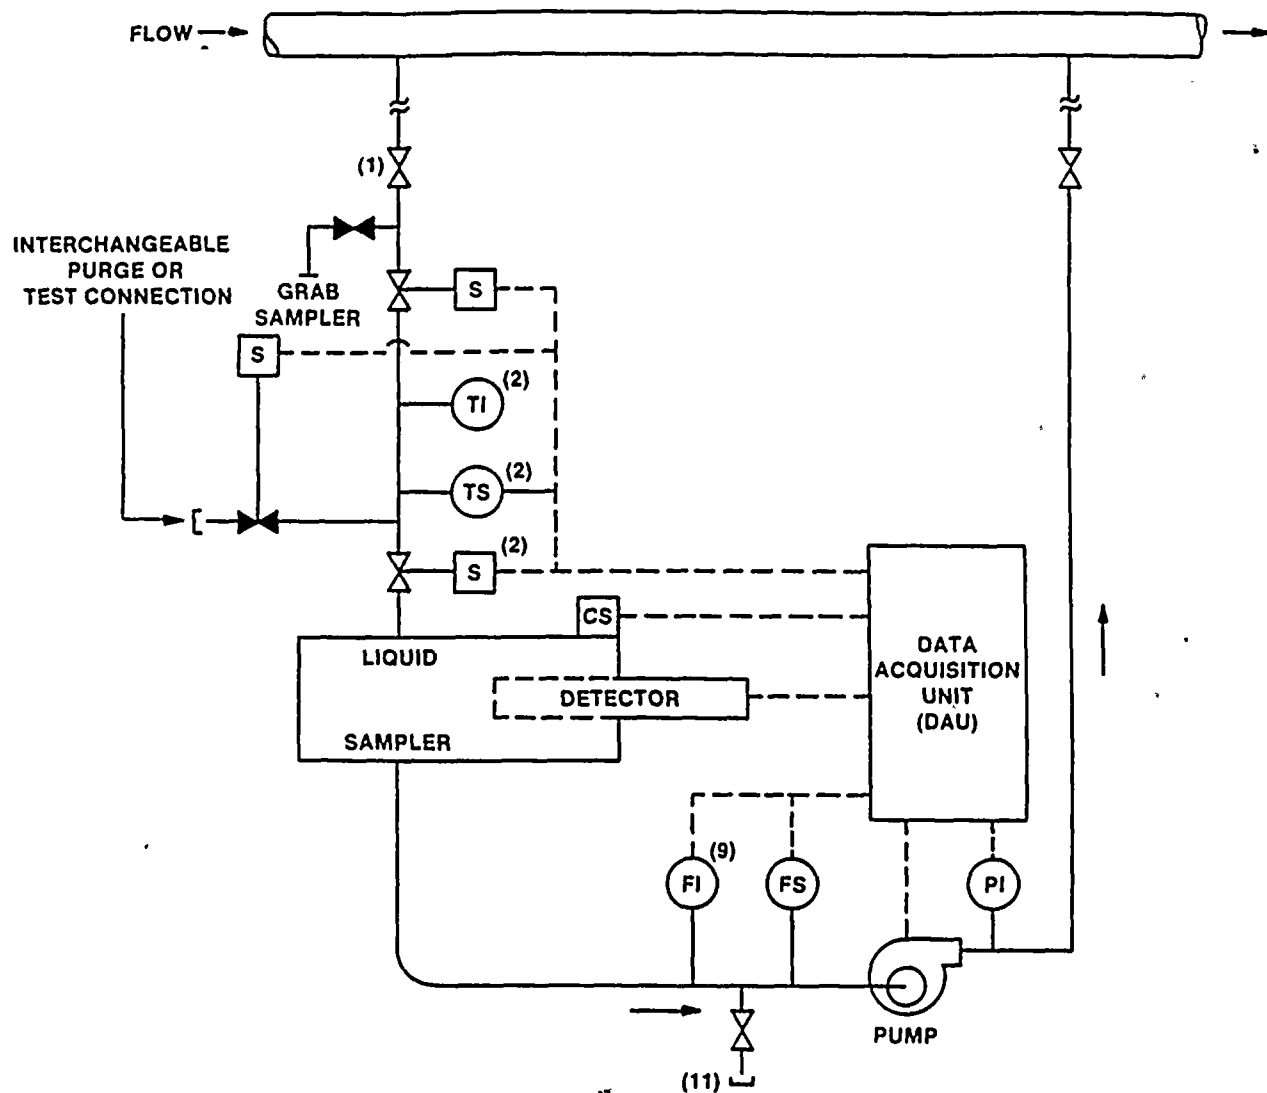 FLOW
(1)
INTERCHANGEABLE
PURGE OR
TEST CONNECTION
GRAB
SAMPLER
S
S
TI
(2)
TS
(2)
S
(2)
CS
LIQUID
DETECTOR
SAMPLER
DATA
ACQUISITION
UNIT
(DAU)
FI
(9)
FS
PI
PUMP
(11)